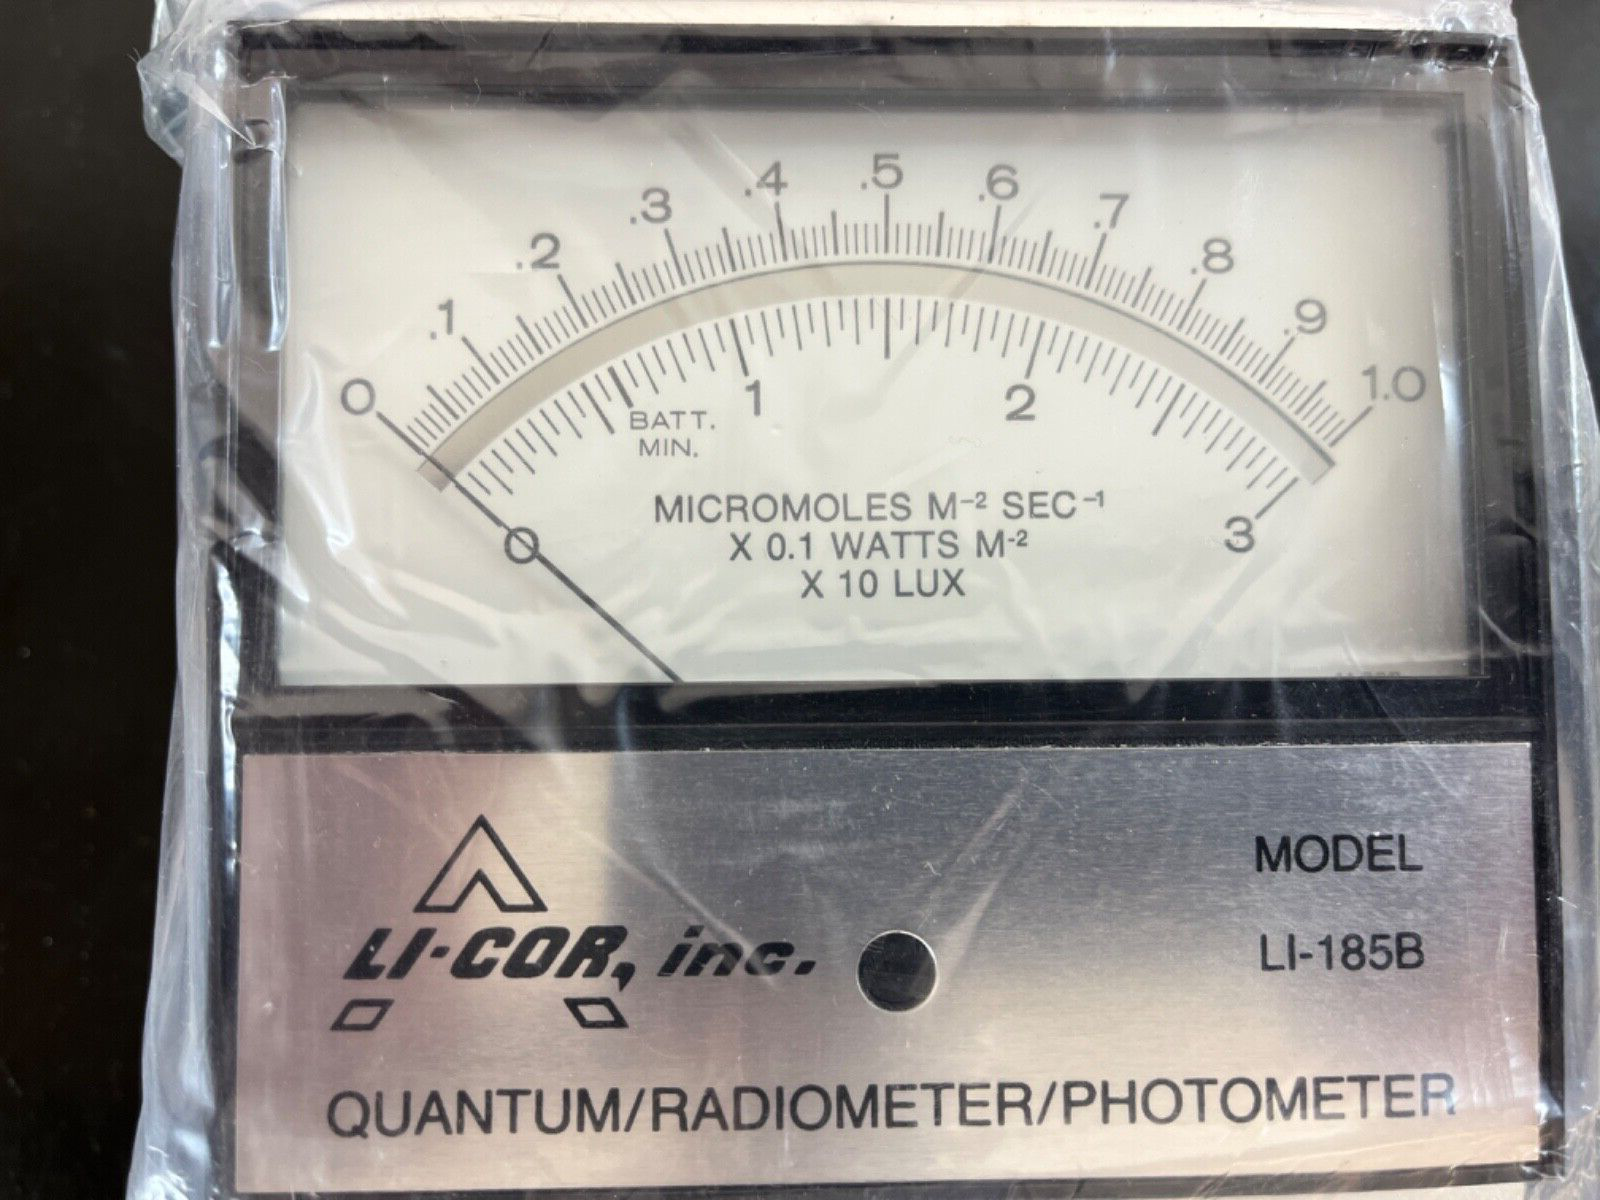 0 .1 .2 .3 .4 .5 .6 .7 .8 .9 1.0
0 1 2 3
BATT.
MIN.
MICROMOLES M⁻² SEC⁻¹
X 0.1 WATTS M⁻²
X 10 LUX
LI-COR, inc.
MODEL
LI-185B
QUANTUM/RADIOMETER/PHOTOMETER